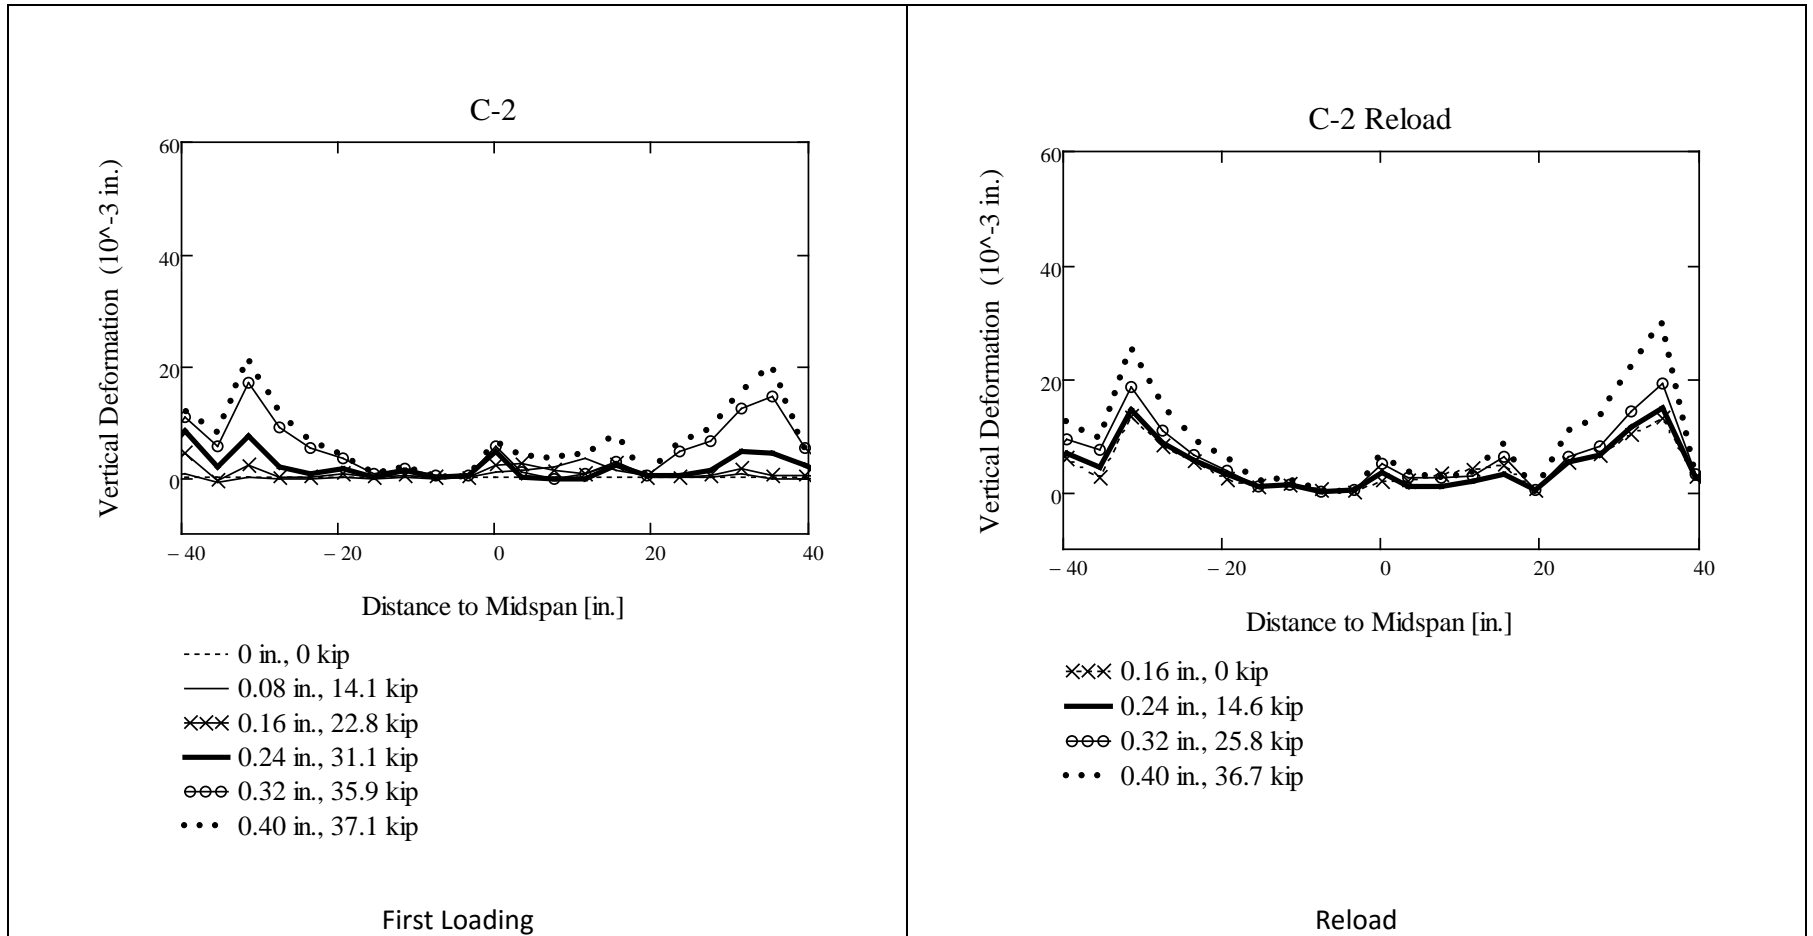 C-2
Vertical Deformation (10^-3 in.)
60
40
20
0
– 40
– 20
0
20
40
Distance to Midspan [in.]
0 in., 0 kip
0.08 in., 14.1 kip
0.16 in., 22.8 kip
0.24 in., 31.1 kip
0.32 in., 35.9 kip
0.40 in., 37.1 kip
First Loading
C-2 Reload
Vertical Deformation (10^-3 in.)
60
40
20
0
– 40
– 20
0
20
40
Distance to Midspan [in.]
0.16 in., 0 kip
0.24 in., 14.6 kip
0.32 in., 25.8 kip
0.40 in., 36.7 kip
Reload